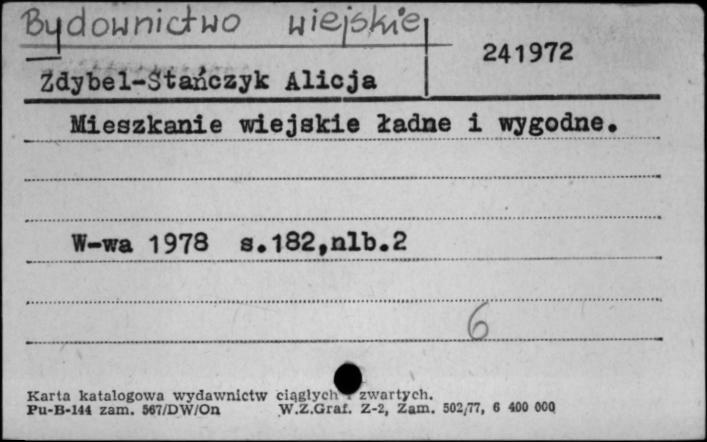 Budownictwo wiejskie
241972
Zdybel-Stańczyk Alicja
Mieszkanie wiejskie ładne i wygodne.
W-wa 1978 s.182,nlb.2
6
Karta katalogowa wydawnictw ciągłych i zwartych.
Pu-B-144 zam. 567/DW/On W.Z.Graf. Z-2, Zam. 502/77, 6 400 000